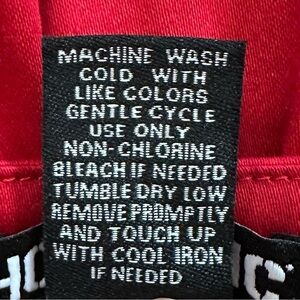 MACHINE WASH
COLD WITH
LIKE COLORS
GENTLE CYCLE
USE ONLY
NON-CHLORINE
BLEACH IF NEEDED
TUMBLE DRY LOW
REMOVE PROMPTLY
AND TOUCH UP
WITH COOL IRON
IF NEEDED